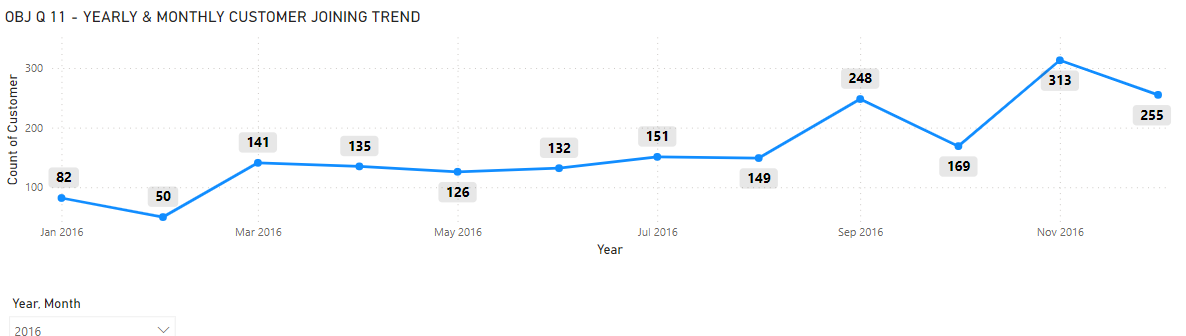 OBJ Q 11 - YEARLY & MONTHLY CUSTOMER JOINING TREND
Count of Customer
300
200
100
82
50
141
135
126
132
151
149
248
169
313
255
Jan 2016
Mar 2016
May 2016
Jul 2016
Sep 2016
Nov 2016
Year
Year, Month
2016